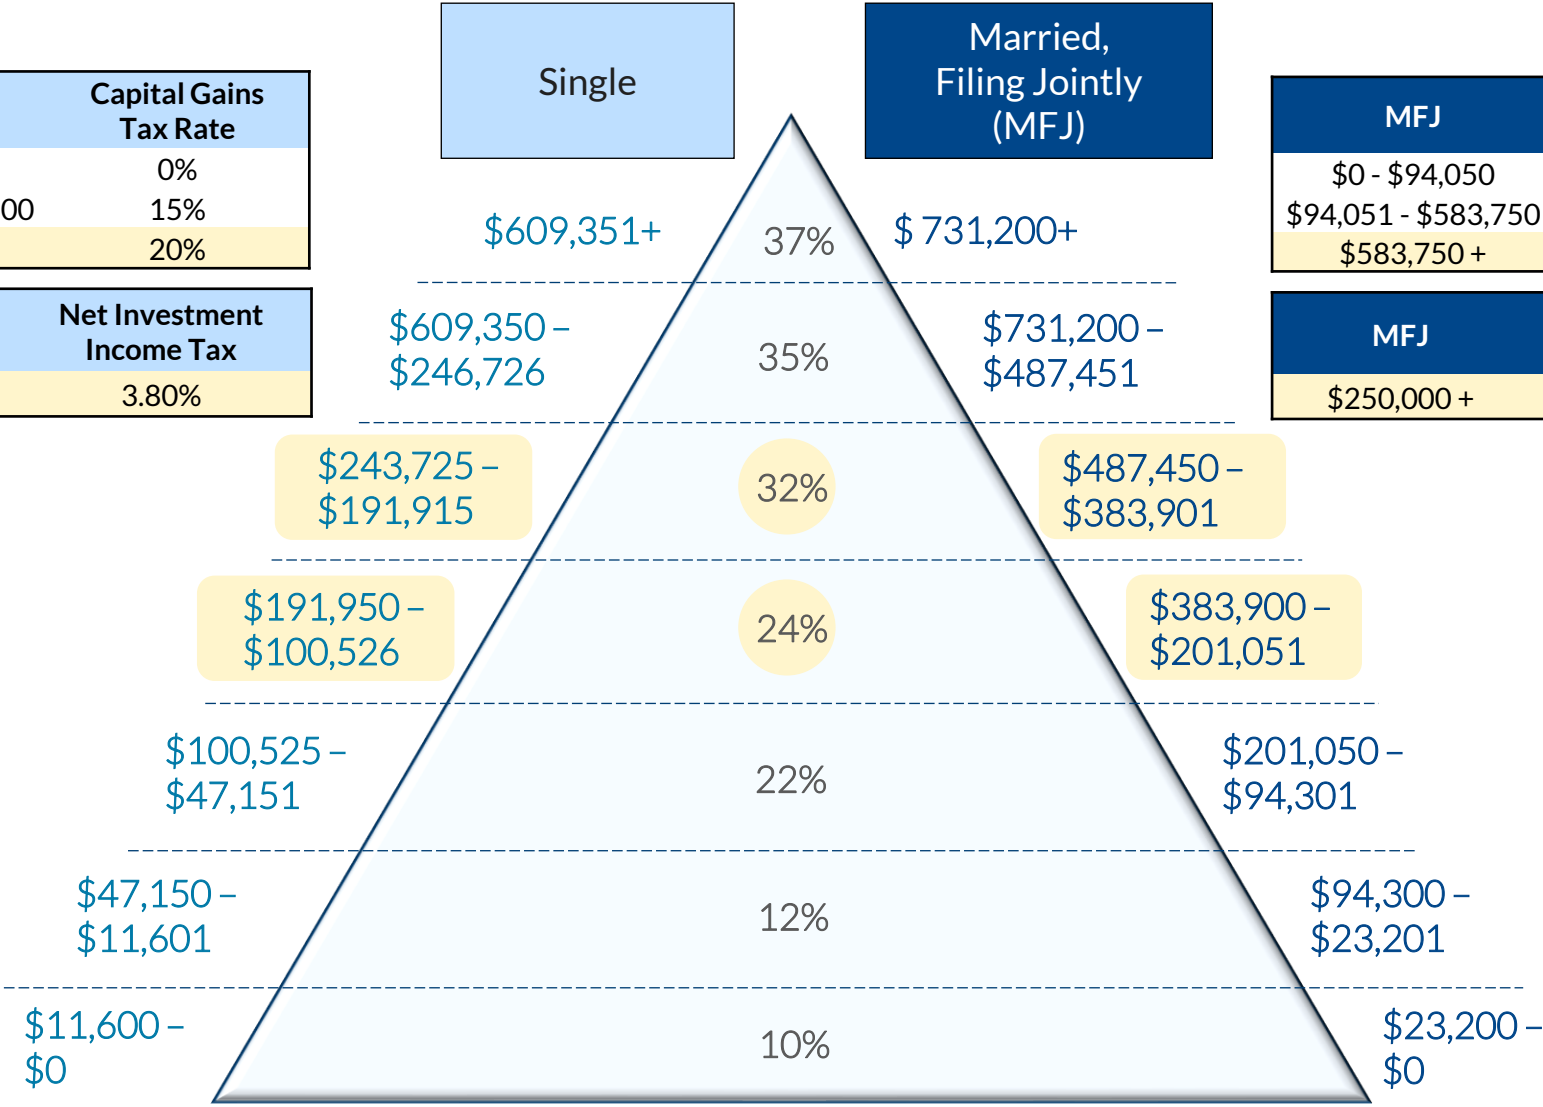 Single
Married,
Filing Jointly
(MFJ)
Capital Gains
Tax Rate
0%
00 15%
20%
Net Investment
Income Tax
3.80%
MFJ
$0 - $94,050
$94,051 - $583,750
$583,750 +
MFJ
$250,000 +
$609,351+ 37% $ 731,200+
$609,350 –
$246,726
35%
$731,200 –
$487,451
$243,725 –
$191,915
32%
$487,450 –
$383,901
$191,950 –
$100,526
24%
$383,900 –
$201,051
$100,525 –
$47,151
22%
$201,050 –
$94,301
$47,150 –
$11,601
12%
$94,300 –
$23,201
$11,600 –
$0
10%
$23,200 –
$0